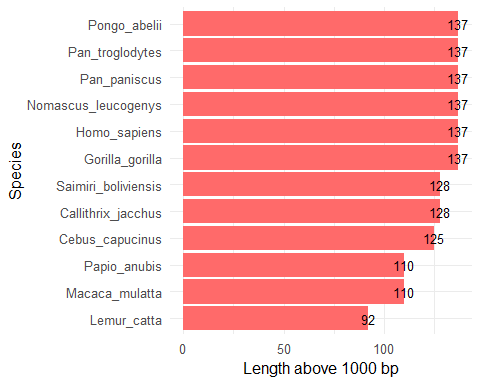 Pongo_abelii 137
Pan_troglodytes 137
Pan_paniscus 137
Nomascus_leucogenys 137
Homo_sapiens 137
Gorilla_gorilla 137
Saimiri_boliviensis 128
Callithrix_jacchus 128
Cebus_capucinus 125
Papio_anubis 110
Macaca_mulatta 110
Lemur_catta 92
Species
0 50 100
Length above 1000 bp